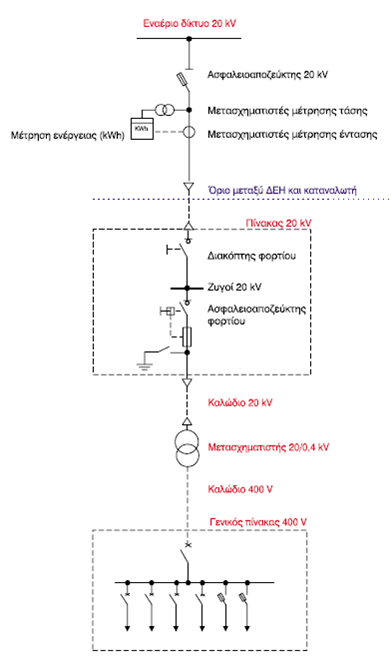 Εναέριο δίκτυο 20 kV
Ασφαλειοαποζεύκτης 20 kV
Μετασχηματιστές μέτρησης τάσης
KWh
Μέτρηση ενέργειας (kWh)
Μετασχηματιστές μέτρησης έντασης
Όριο μεταξύ ΔΕΗ και καταναλωτή
Πίνακας 20 kV
Διακόπτης φορτίου
Ζυγοί 20 kV
Ασφαλειοαποζεύκτης
φορτίου
Καλώδιο 20 kV
Μετασχηματιστής 20/0,4 kV
Καλώδιο 400 V
Γενικός πίνακας 400 V